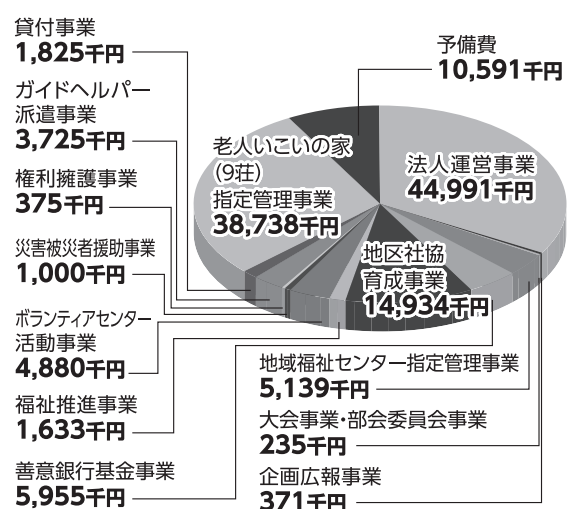 貸付事業
1,825千円
ガイドヘルパー
派遣事業
3,725千円
権利擁護事業
375千円
災害被災者援助事業
1,000千円
ボランティアセンター
活動事業
4,880千円
福祉推進事業
1,633千円
善意銀行基金事業
5,955千円
予備費
10,591千円
老人いこいの家
(9荘)
指定管理事業
38,738千円
法人運営事業
44,991千円
地区社協
育成事業
14,934千円
地域福祉センター指定管理事業
5,139千円
大会事業・部会委員会事業
235千円
企画広報事業
371千円